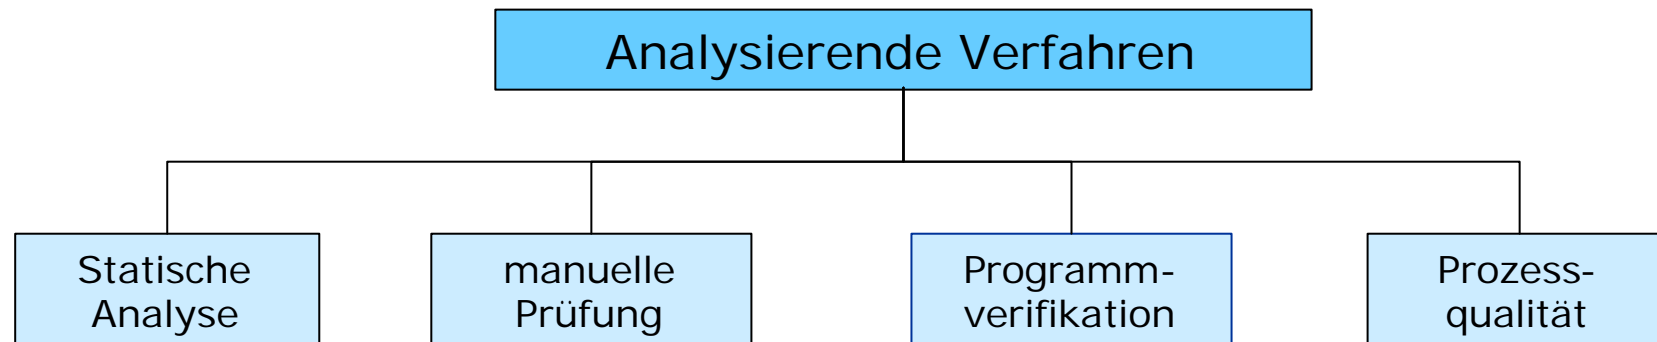 Analysierende Verfahren
Statische
Analyse
manuelle
Prüfung
Programm-
verifikation
Prozess-
qualität